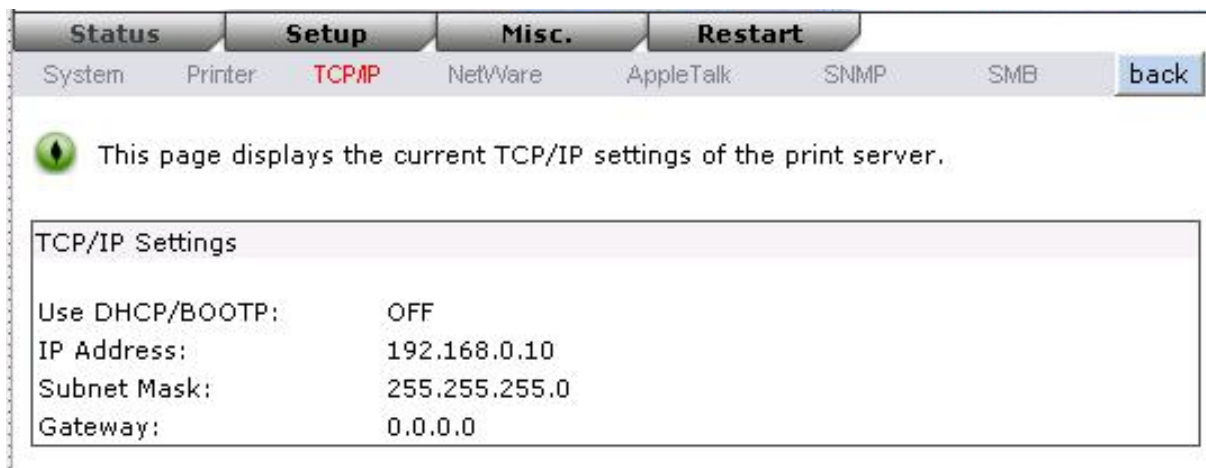 Status Setup Misc. Restart
System Printer TCP/IP NetWare AppleTalk SNMP SMB back
This page displays the current TCP/IP settings of the print server.
TCP/IP Settings
Use DHCP/BOOTP: OFF
IP Address: 192.168.0.10
Subnet Mask: 255.255.255.0
Gateway: 0.0.0.0